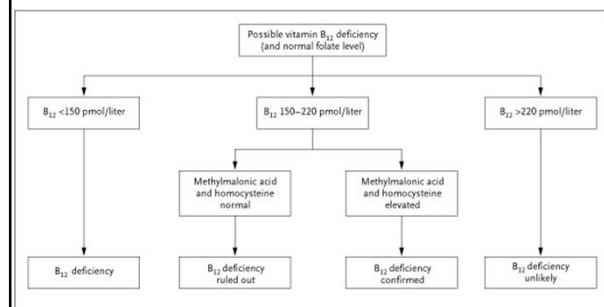 Possible vitamin B₁₂ deficiency
(and normal folate level)
B₁₂ <150 pmol/liter
B₁₂ 150–220 pmol/liter
B₁₂ >220 pmol/liter
Methylmalonic acid
and homocysteine
normal
Methylmalonic acid
and homocysteine
elevated
B₁₂ deficiency
B₁₂ deficiency
ruled out
B₁₂ deficiency
confirmed
B₁₂ deficiency
unlikely